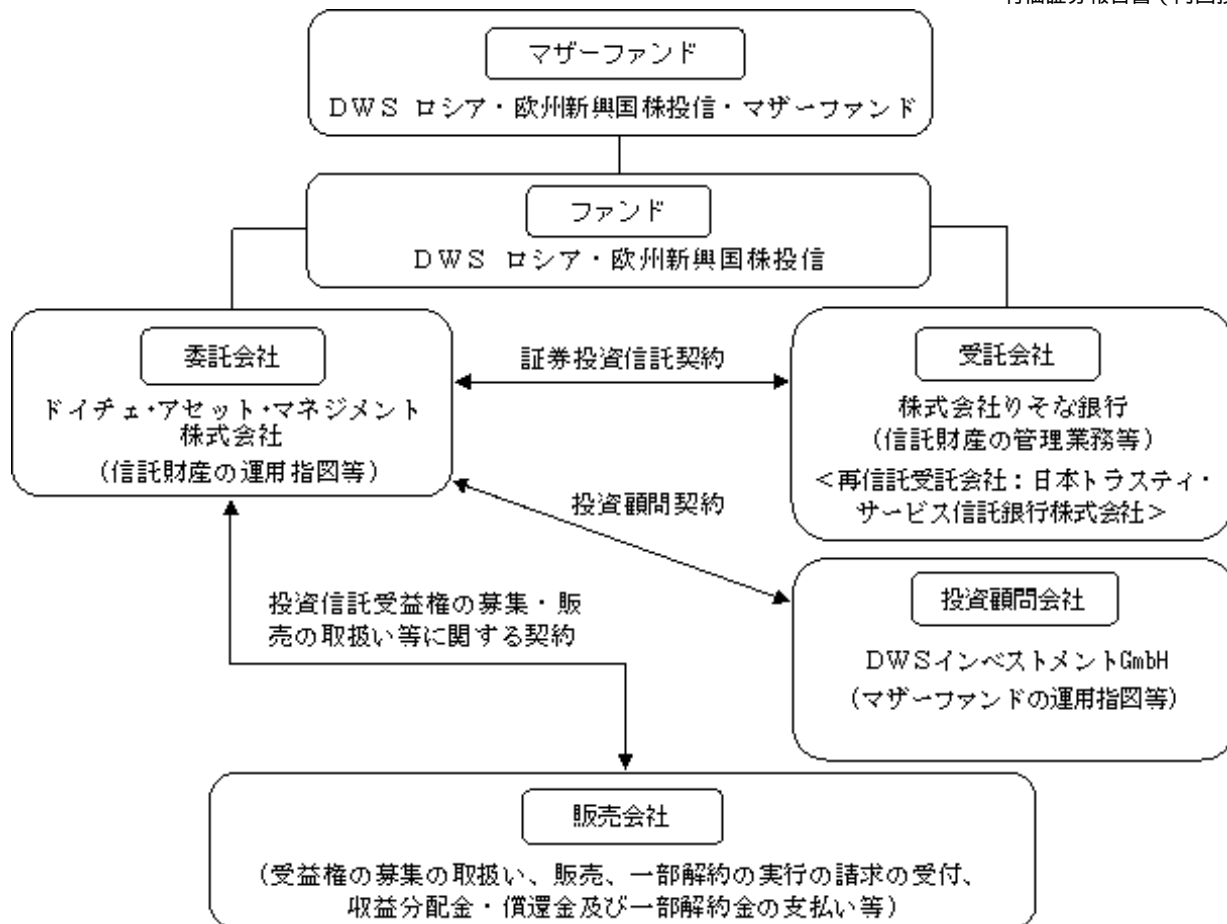 マザーファンド
DWS ロシア・欧州新興国株投信・マザーファンド
ファンド
DWS ロシア・欧州新興国株投信
委託会社
ドイチェ・アセット・マネジメント
株式会社
(信託財産の運用指図等)
証券投資信託契約
受託会社
株式会社りそな銀行
(信託財産の管理業務等)
<再信託受託会社:日本トラスティ・
サービス信託銀行株式会社>
投資顧問契約
投資顧問会社
DWSインベストメントGmbH
(マザーファンドの運用指図等)
投資信託受益権の募集・販
売の取扱い等に関する契約
販売会社
(受益権の募集の取扱い、販売、一部解約の実行の請求の受付、
収益分配金・償還金及び一部解約金の支払い等)